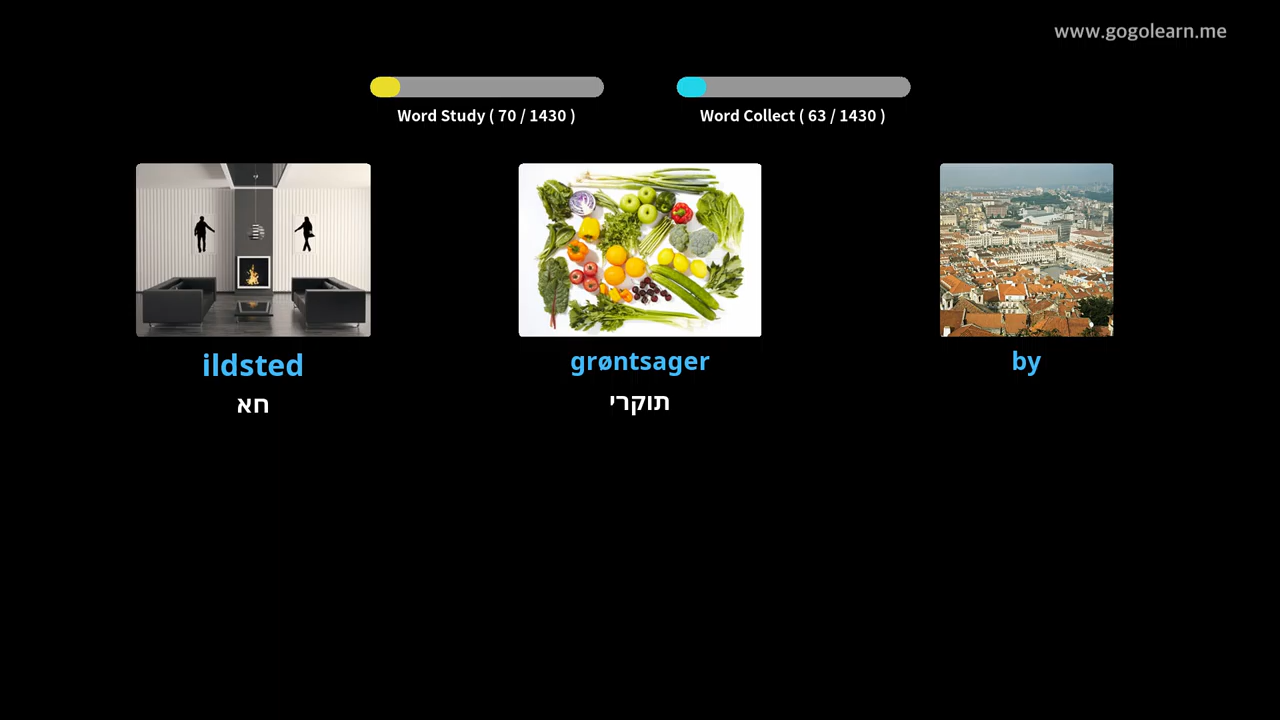 www.gogolearn.me
Word Study ( 70 / 1430 )
Word Collect ( 63 / 1430 )
ildsted
חא
grøntsager
תוקרי
by